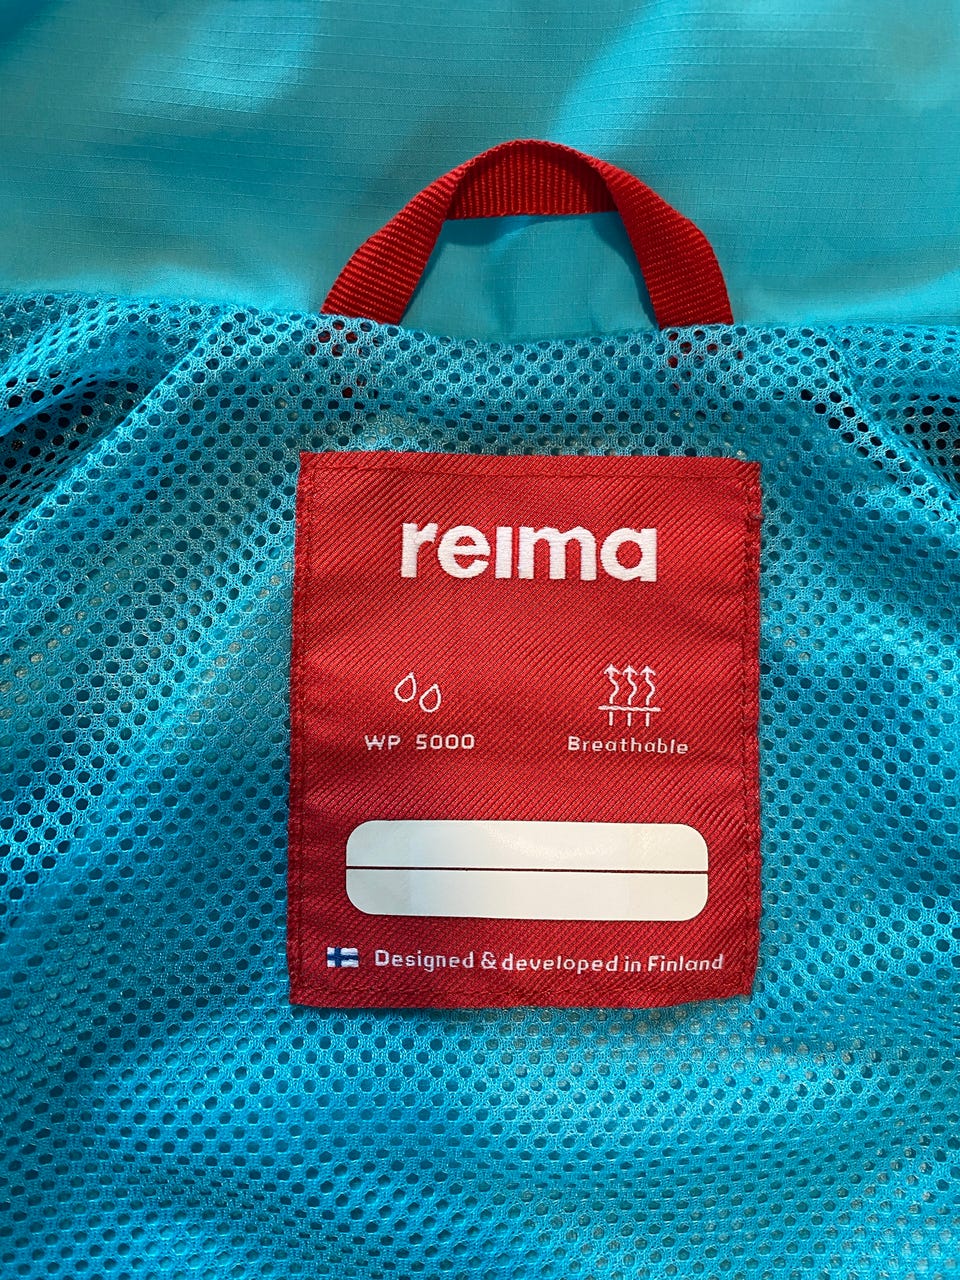 reima
WP 5000
Breathable
Designed & developed in Finland